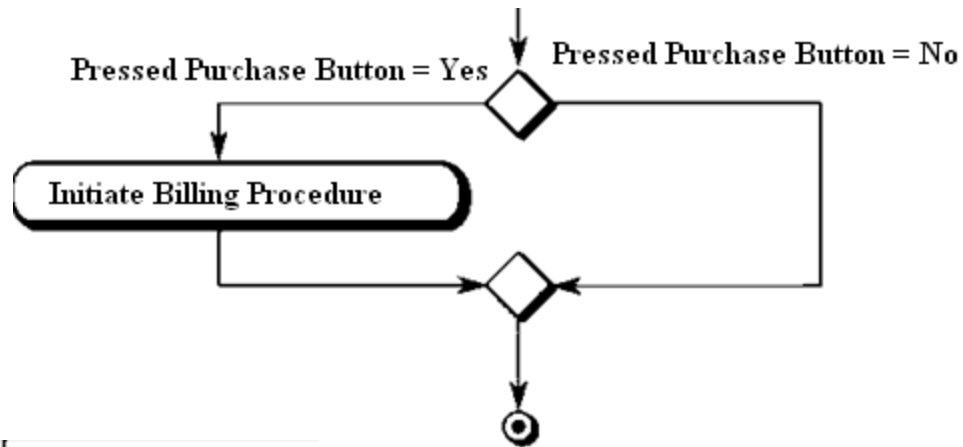 Pressed Purchase Button = No
Pressed Purchase Button = Yes
Initiate Billing Procedure